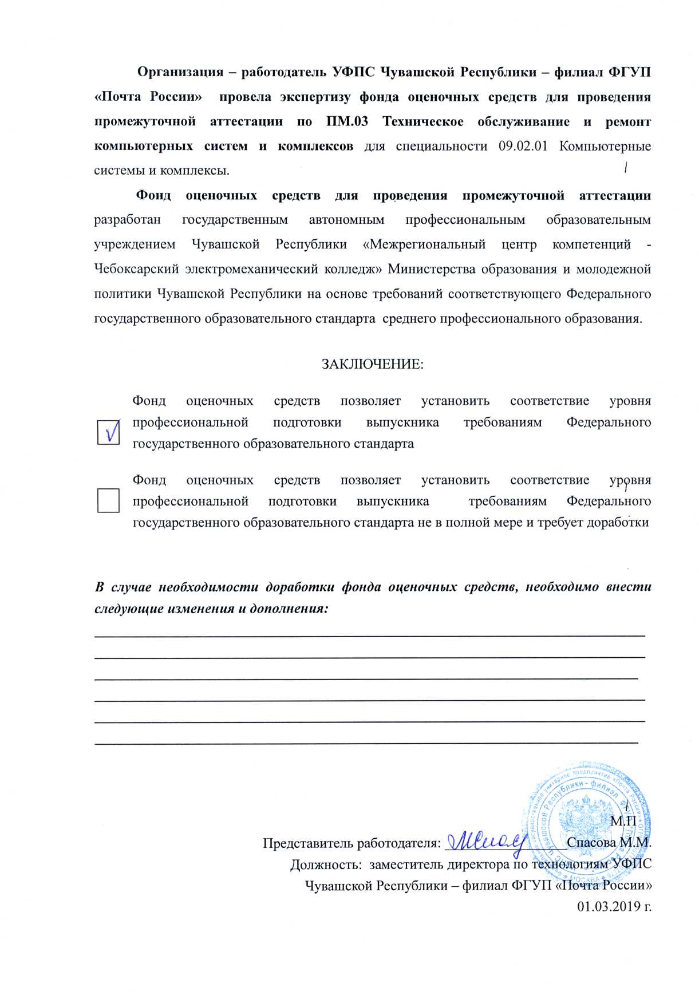 Организация – работодатель УФПС Чувашской Республики – филиал ФГУП
«Почта России» провела экспертизу фонда оценочных средств для проведения
промежуточной аттестации по ПМ.03 Техническое обслуживание и ремонт
компьютерных систем и комплексов для специальности 09.02.01 Компьютерные
системы и комплексы.
Фонд оценочных средств для проведения промежуточной аттестации
разработан государственным автономным профессиональным образовательным
учреждением Чувашской Республики «Межрегиональный центр компетенций -
Чебоксарский электромеханический колледж» Министерства образования и молодежной
политики Чувашской Республики на основе требований соответствующего Федерального
государственного образовательного стандарта среднего профессионального образования.
ЗАКЛЮЧЕНИЕ:
Фонд оценочных средств позволяет установить соответствие уровня
профессиональной подготовки выпускника требованиям Федерального
государственного образовательного стандарта
Фонд оценочных средств позволяет установить соответствие уровня
профессиональной подготовки выпускника требованиям Федерального
государственного образовательного стандарта не в полной мере и требует доработки
В случае необходимости доработки фонда оценочных средств, необходимо внести
следующие изменения и дополнения:
М.П
Представитель работодателя: Спасова М.М.
Должность: заместитель директора по технологиям УФПС
Чувашской Республики – филиал ФГУП «Почта России»
01.03.2019 г.